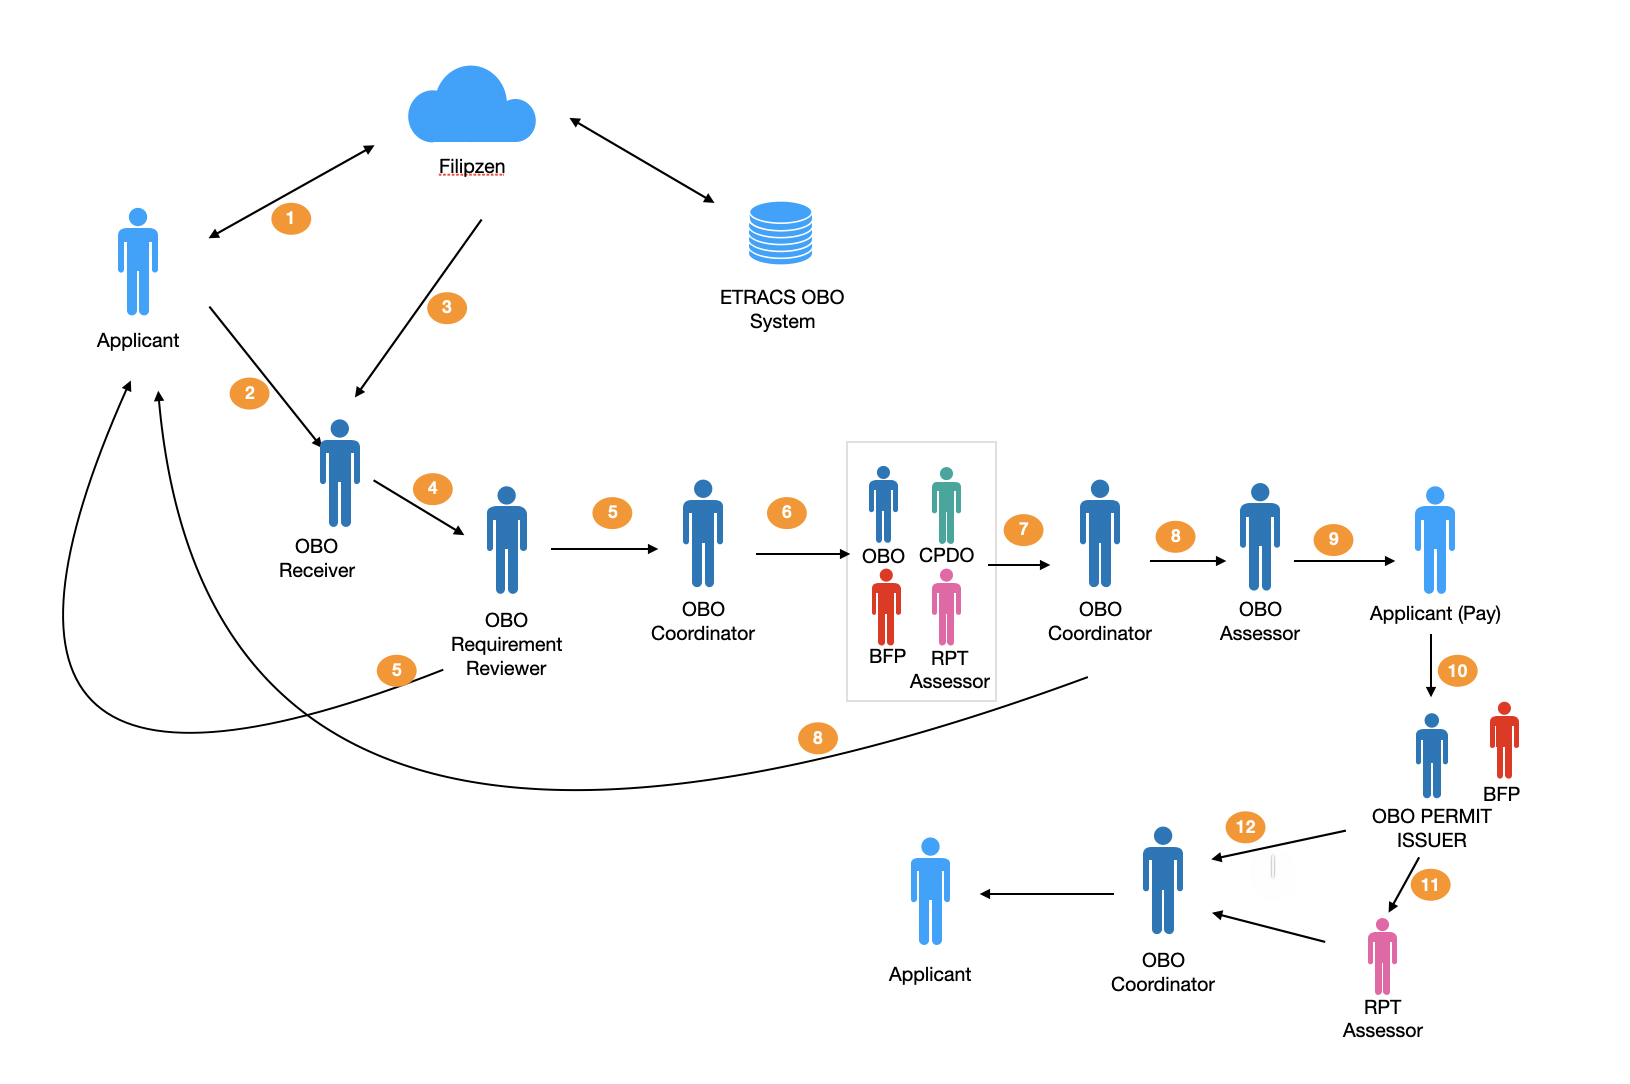 Filipzen
1
ETRACS OBO
System
3
Applicant
2
4
OBO
Receiver
5
OBO
Requirement
Reviewer
5
OBO
Coordinator
6
OBO
CPDO
BFP
RPT
Assessor
7
OBO
Coordinator
8
OBO
Assessor
9
Applicant (Pay)
8
10
BFP
OBO PERMIT
ISSUER
12
11
OBO
Coordinator
Applicant
RPT
Assessor